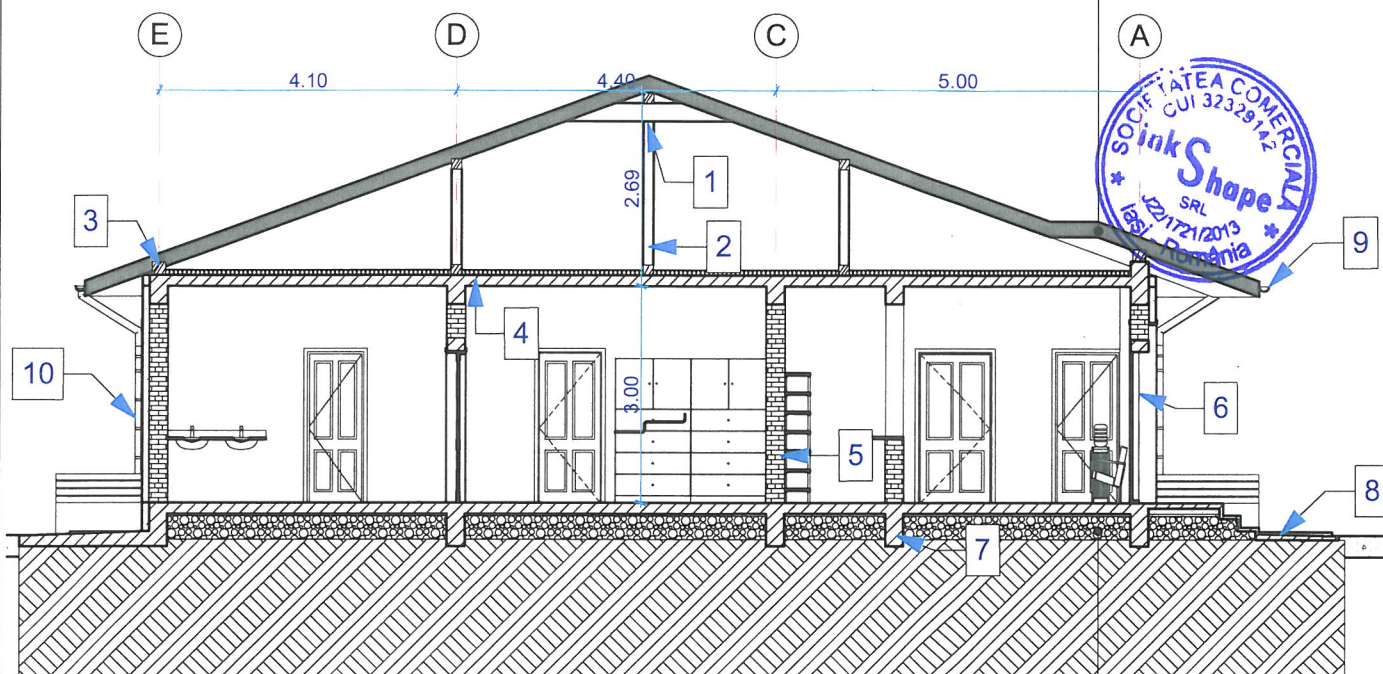 E
D
C
A
4.10
4.40
5.00
SOCIETATEA COMERCIALĂ
CUI 32329142
ink Shape
SRL
J22/1721/2013
Iasi - România
1
2.69
3
2
9
4
10
3.00
6
5
8
7